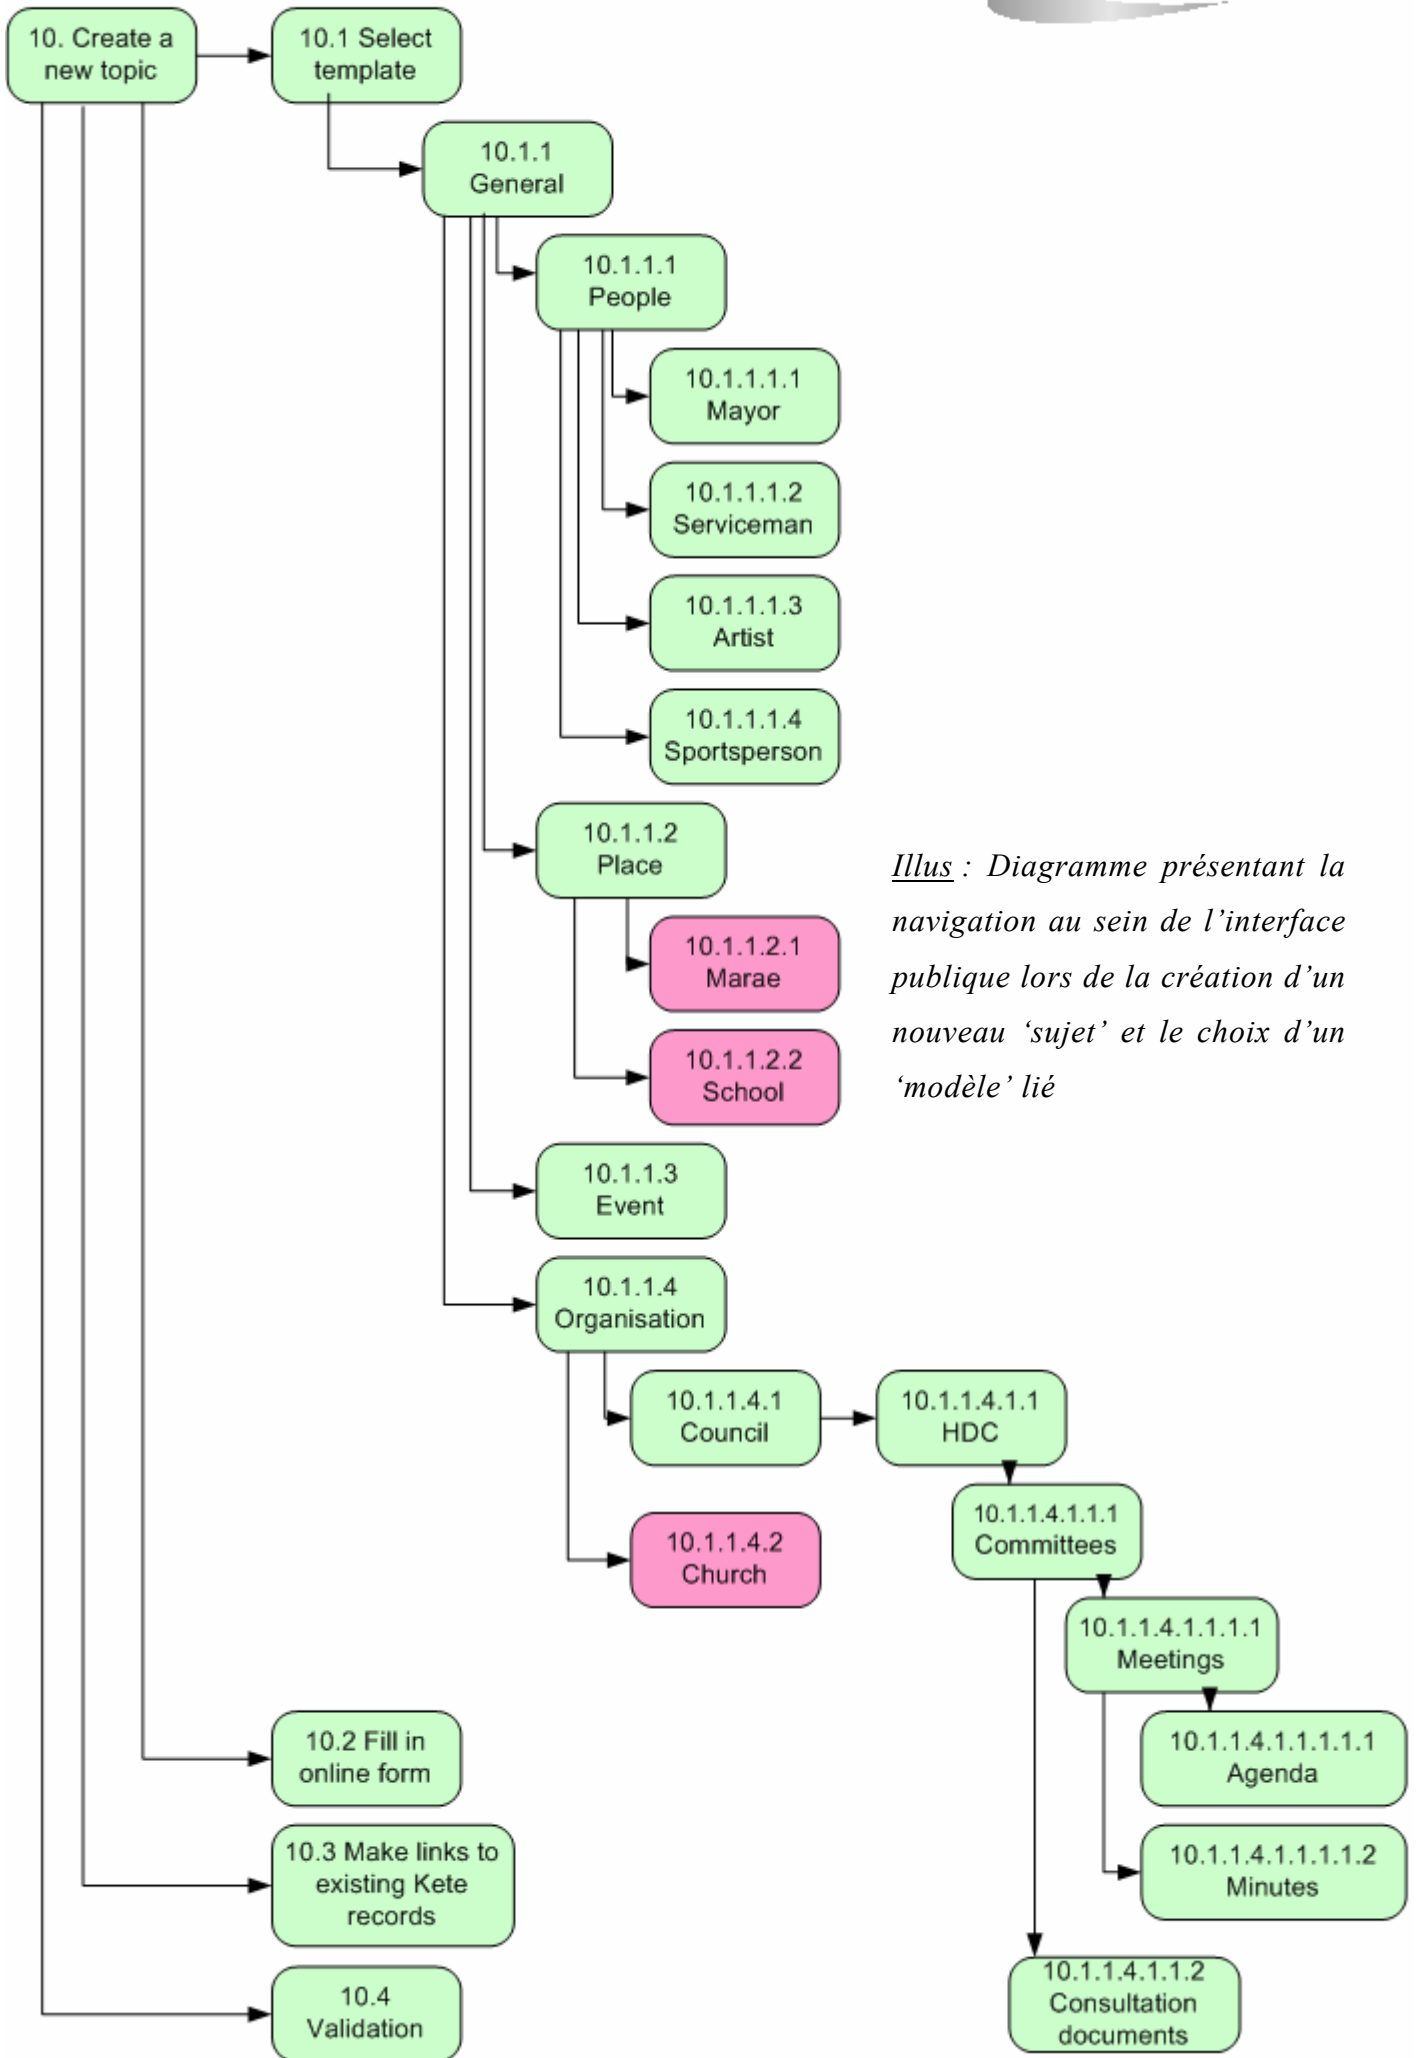 10. Create a
new topic
10.1 Select
template
10.1.1
General
10.1.1.1
People
10.1.1.1.1
Mayor
10.1.1.1.2
Serviceman
10.1.1.1.3
Artist
10.1.1.1.4
Sportsperson
10.1.1.2
Place
10.1.1.2.1
Marae
10.1.1.2.2
School
Illus : Diagramme présentant la
navigation au sein de l’interface
publique lors de la création d’un
nouveau ‘sujet’ et le choix d’un
‘modèle’ lié
10.1.1.3
Event
10.1.1.4
Organisation
10.1.1.4.1
Council
10.1.1.4.1.1
HDC
10.1.1.4.1.1.1
Committees
10.1.1.4.2
Church
10.1.1.4.1.1.1.1
Meetings
10.1.1.4.1.1.1.1.1
Agenda
10.1.1.4.1.1.1.1.2
Minutes
10.1.1.4.1.1.2
Consultation
documents
10.2 Fill in
online form
10.3 Make links to
existing Kete
records
10.4
Validation